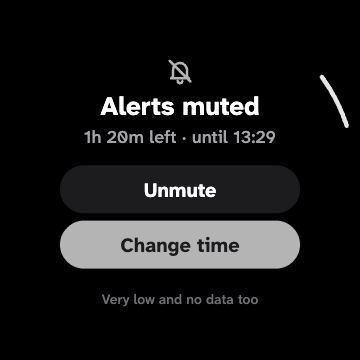 Alerts muted
1h 20m left · until 13:29
Unmute
Change time
Very low and no data too